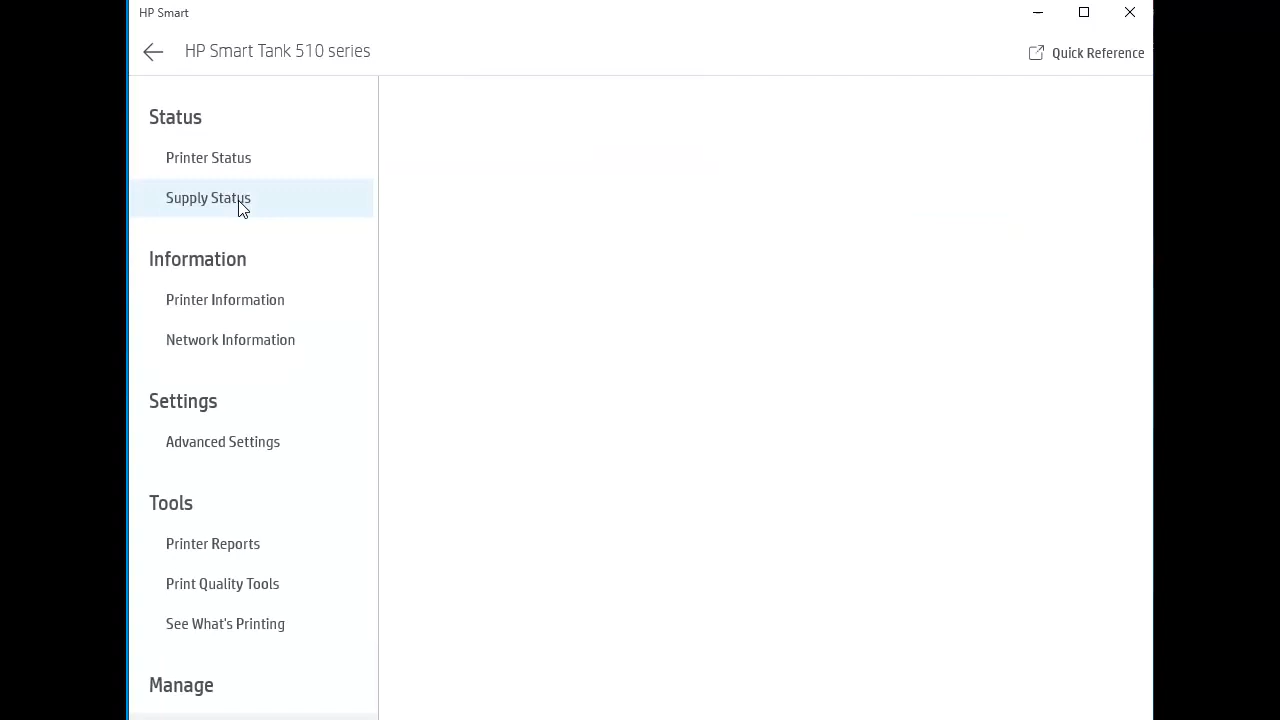 HP Smart
HP Smart Tank 510 series
Quick Reference
Status
Printer Status
Supply Status
Information
Printer Information
Network Information
Settings
Advanced Settings
Tools
Printer Reports
Print Quality Tools
See What's Printing
Manage